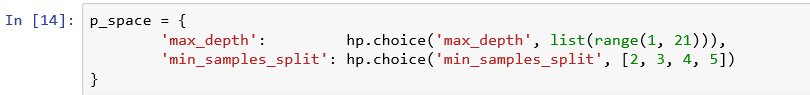 In [14]: p_space = {
'max_depth': hp.choice('max_depth', list(range(1, 21))),
'min_samples_split': hp.choice('min_samples_split', [2, 3, 4, 5])
}